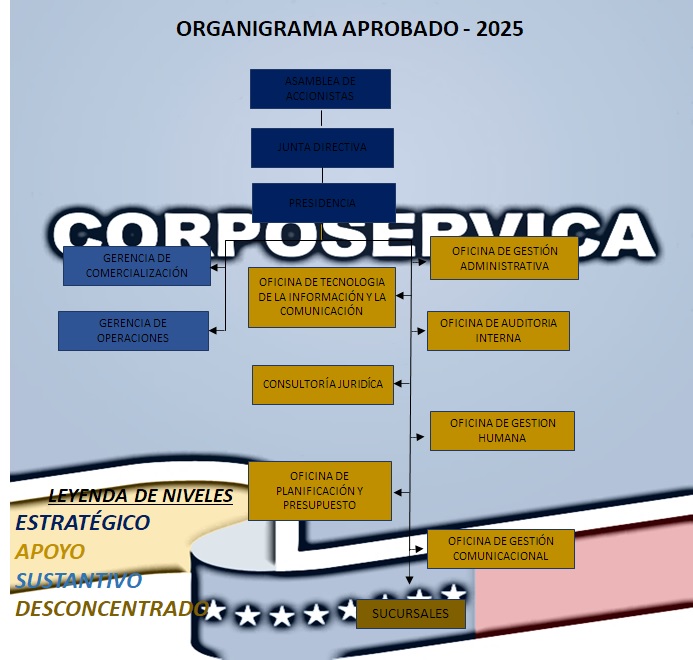 ORGANIGRAMA APROBADO - 2025
ASAMBLEA DE
ACCIONISTAS
JUNTA DIRECTIVA
PRESIDENCIA
CORPOSERVICA
GERENCIA DE
COMERCIALIZACIÓN
OFICINA DE GESTIÓN
ADMINISTRATIVA
OFICINA DE TECNOLOGIA
DE LA INFORMACIÓN Y LA
COMUNICACIÓN
GERENCIA DE
OPERACIONES
OFICINA DE AUDITORIA
INTERNA
CONSULTORÍA JURIDÍCA
OFICINA DE GESTION
HUMANA
OFICINA DE
PLANIFICACIÓN Y
PRESUPUESTO
OFICINA DE GESTIÓN
COMUNICACIONAL
SUCURSALES
LEYENDA DE NIVELES
ESTRATÉGICO
APOYO
SUSTANTIVO
DESCONCENTRADO